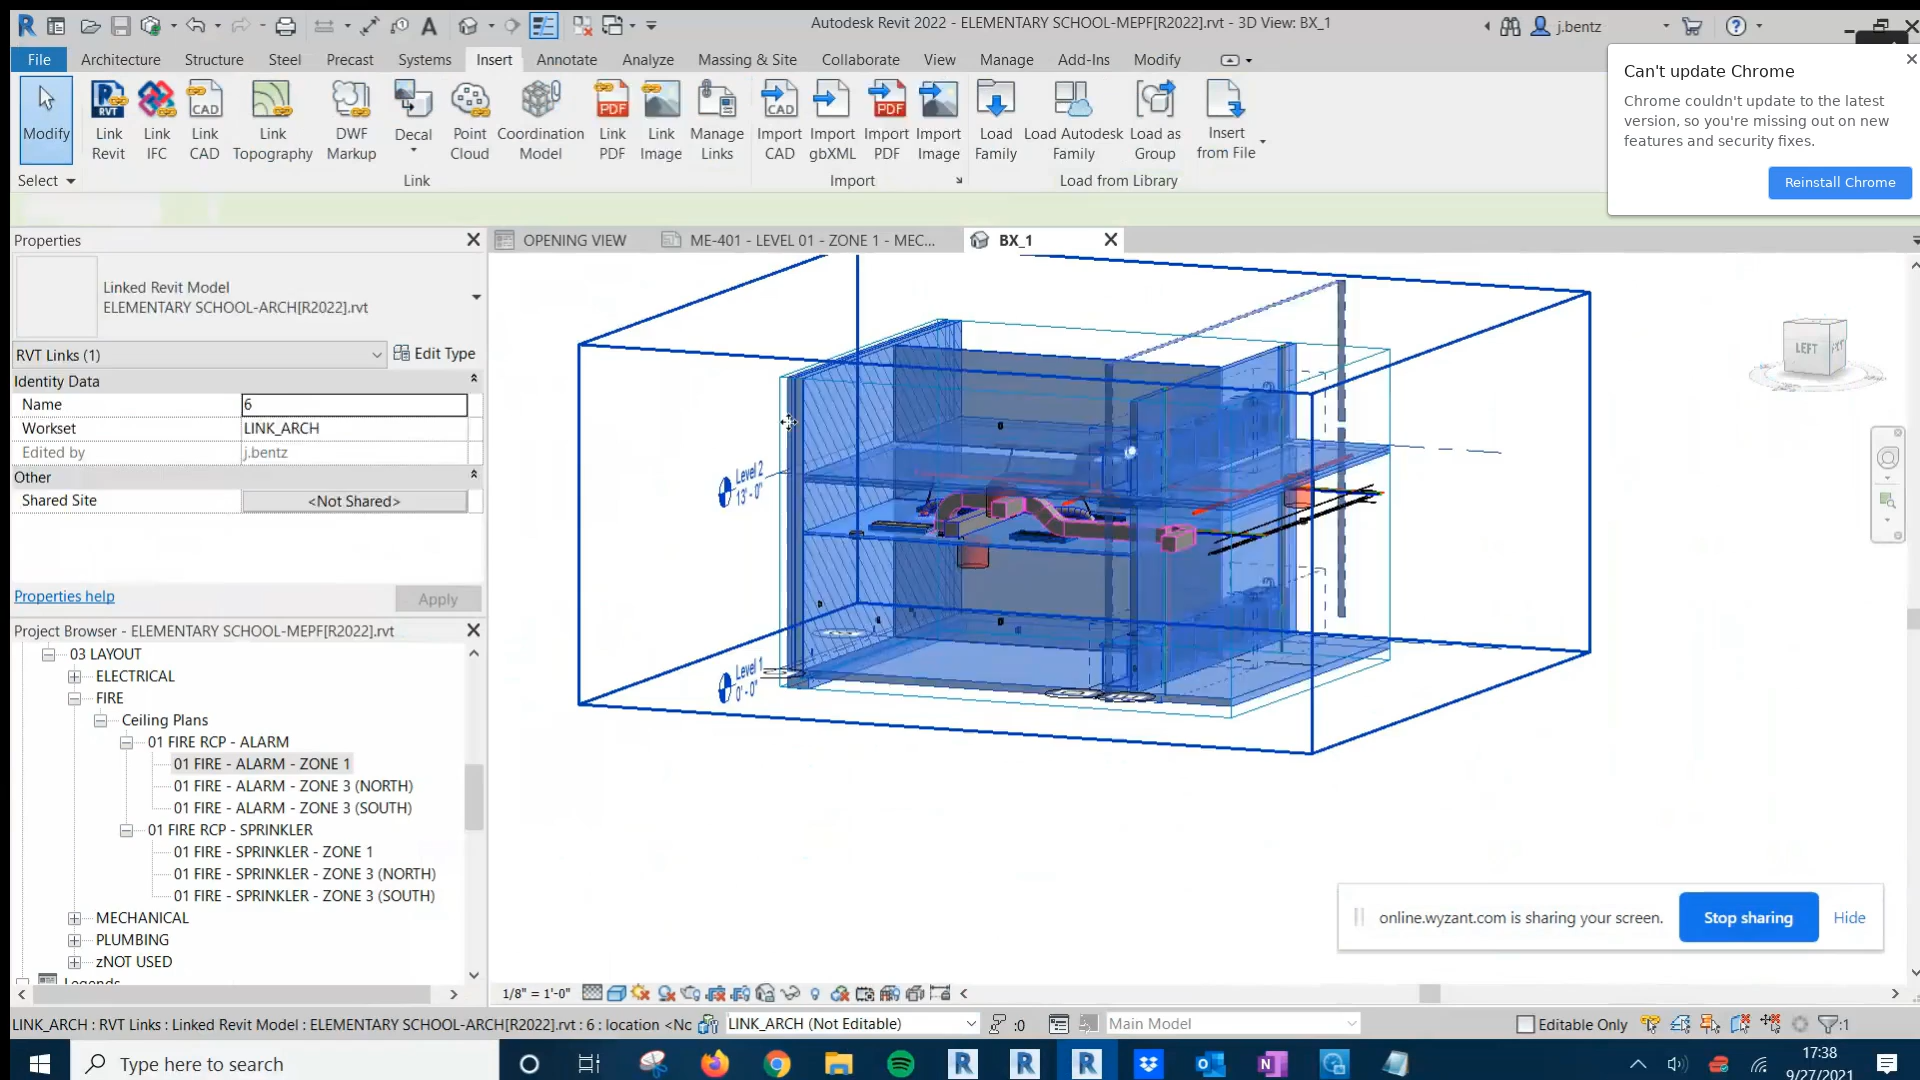 Autodesk Revit 2022 - ELEMENTARY SCHOOL-MEPF[R2022].rvt - 3D View: BX_1
j.bentz
File Architecture Structure Steel Precast Systems Insert Annotate Analyze Massing & Site Collaborate View Manage Add-Ins Modify
Modify
Link Revit
Link IFC
Link CAD
Link Topography
DWF Markup
Decal
Point Cloud
Coordination Model
Link PDF
Link Image
Manage Links
Import CAD
Import gbXML
Import PDF
Import Image
Load Family
Load Autodesk Family
Load as Group
Insert from File
Select
Link
Import
Load from Library
Can't update Chrome
Chrome couldn't update to the latest
version, so you're missing out on new
features and security fixes.
Reinstall Chrome
Properties
OPENING VIEW
ME-401 - LEVEL 01 - ZONE 1 - MEC...
BX_1
Linked Revit Model
ELEMENTARY SCHOOL-ARCH[R2022].rvt
RVT Links (1)
Edit Type
Identity Data
Name 6
Workset LINK_ARCH
Edited by j.bentz
Other
Shared Site <Not Shared>
Properties help
Apply
Project Browser - ELEMENTARY SCHOOL-MEPF[R2022].rvt
03 LAYOUT
ELECTRICAL
FIRE
Ceiling Plans
01 FIRE RCP - ALARM
01 FIRE - ALARM - ZONE 1
01 FIRE - ALARM - ZONE 3 (NORTH)
01 FIRE - ALARM - ZONE 3 (SOUTH)
01 FIRE RCP - SPRINKLER
01 FIRE - SPRINKLER - ZONE 1
01 FIRE - SPRINKLER - ZONE 3 (NORTH)
01 FIRE - SPRINKLER - ZONE 3 (SOUTH)
MECHANICAL
PLUMBING
zNOT USED
Legends
Level 2
13' - 0"
Level 1
0' - 0"
LEFT
online.wyzant.com is sharing your screen.
Stop sharing
Hide
1/8" = 1'-0"
LINK_ARCH : RVT Links : Linked Revit Model : ELEMENTARY SCHOOL-ARCH[R2022].rvt : 6 : location <Nc
LINK_ARCH (Not Editable)
:0
Main Model
Editable Only
:1
Type here to search
17:38
9/27/2021